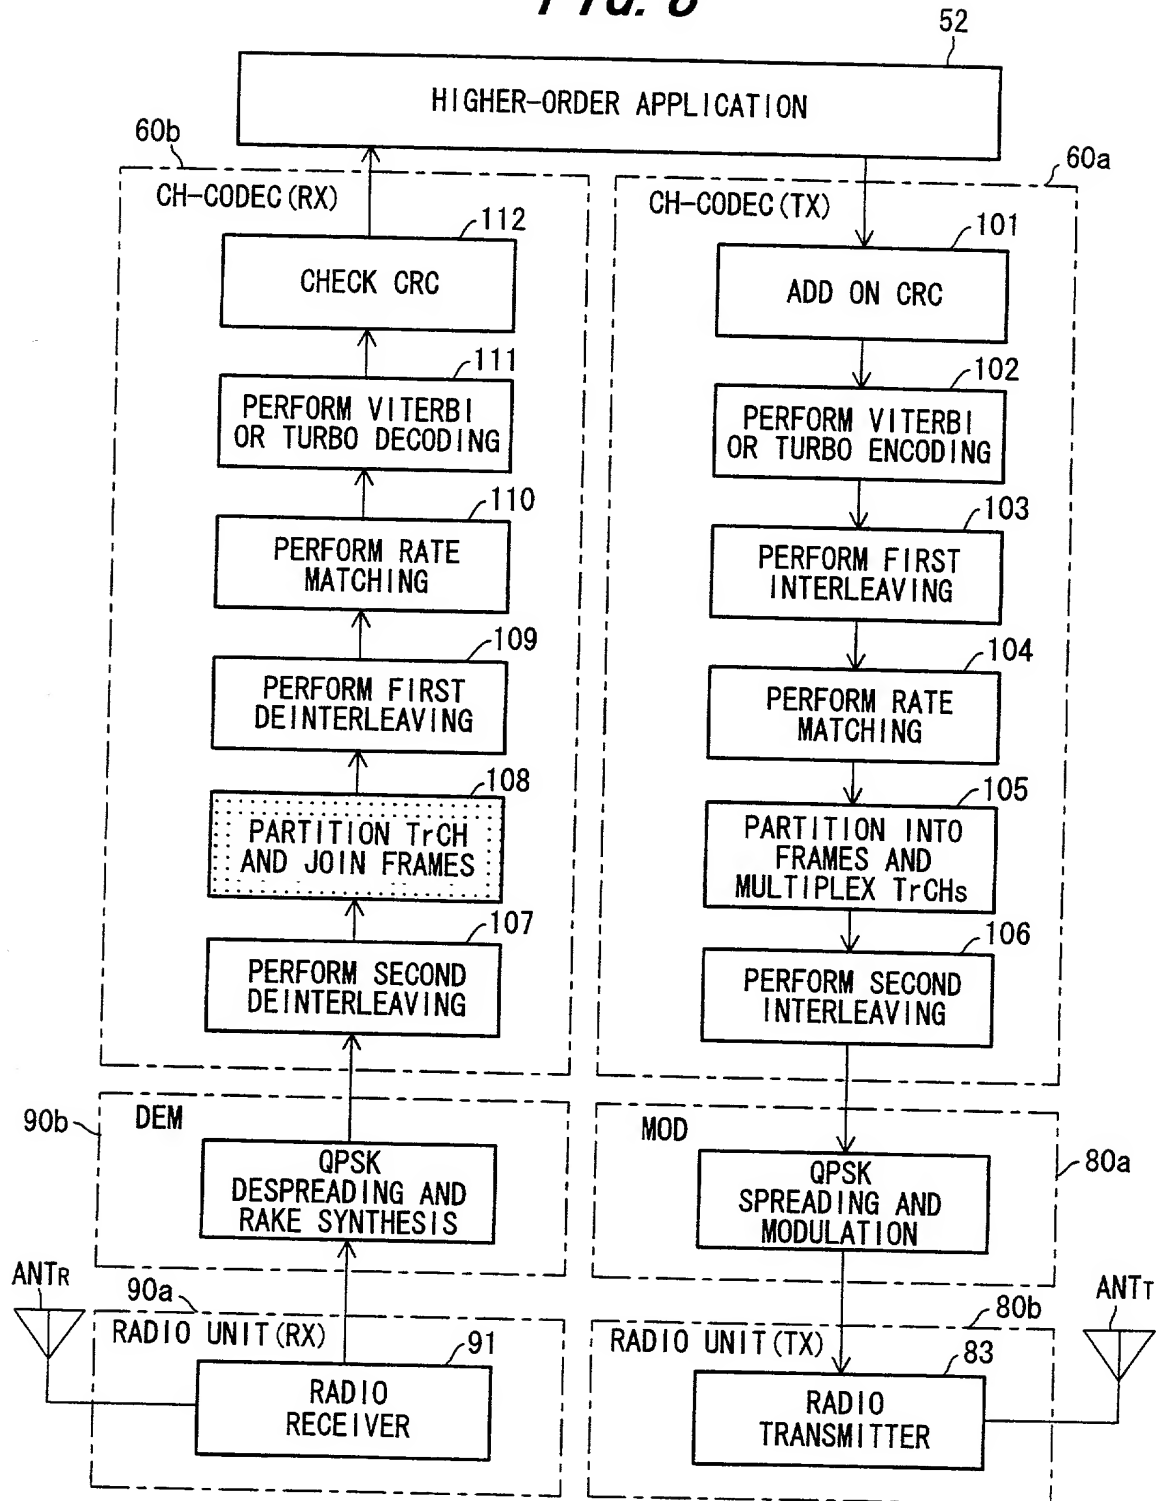 52
HIGHER-ORDER APPLICATION
60b
60a
CH-CODEC(RX)
112
CHECK CRC
111
PERFORM VITERBI
OR TURBO DECODING
110
PERFORM RATE
MATCHING
109
PERFORM FIRST
DEINTERLEAVING
108
PARTITION TrCH
AND JOIN FRAMES
107
PERFORM SECOND
DEINTERLEAVING
CH-CODEC(TX)
101
ADD ON CRC
102
PERFORM VITERBI
OR TURBO ENCODING
103
PERFORM FIRST
INTERLEAVING
104
PERFORM RATE
MATCHING
105
PARTITION INTO
FRAMES AND
MULTIPLEX TrCHs
106
PERFORM SECOND
INTERLEAVING
90b
DEM
QPSK
DESPREADING AND
RAKE SYNTHESIS
MOD
80a
QPSK
SPREADING AND
MODULATION
ANTR
90a
RADIO UNIT(RX)
91
RADIO
RECEIVER
80b
ANTT
RADIO UNIT(TX)
83
RADIO
TRANSMITTER